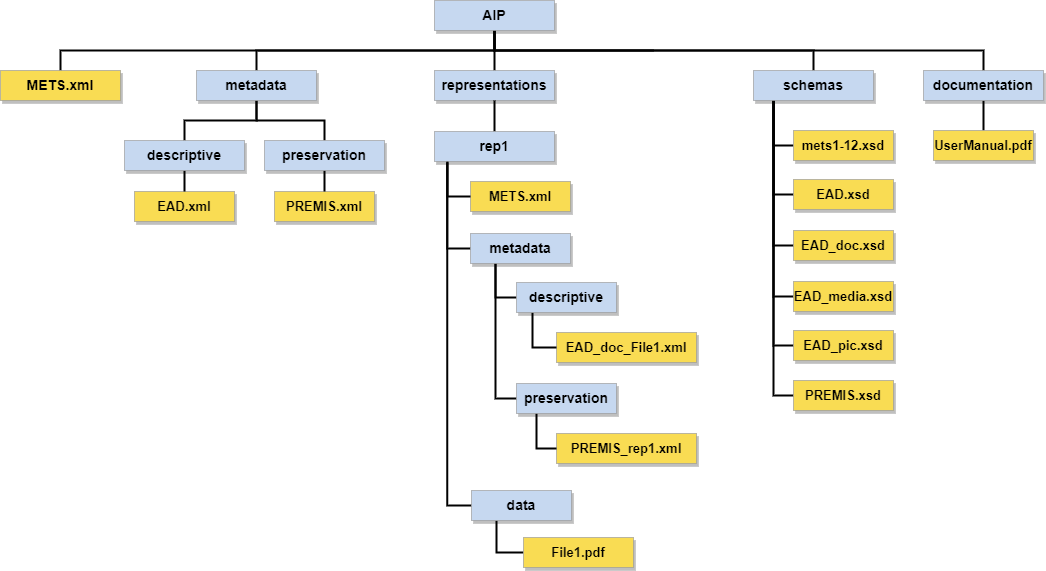 AIP
METS.xml
metadata
representations
schemas
documentation
descriptive
preservation
EAD.xml
PREMIS.xml
rep1
METS.xml
metadata
descriptive
EAD_doc_File1.xml
preservation
PREMIS_rep1.xml
data
File1.pdf
mets1-12.xsd
EAD.xsd
EAD_doc.xsd
EAD_media.xsd
EAD_pic.xsd
PREMIS.xsd
UserManual.pdf